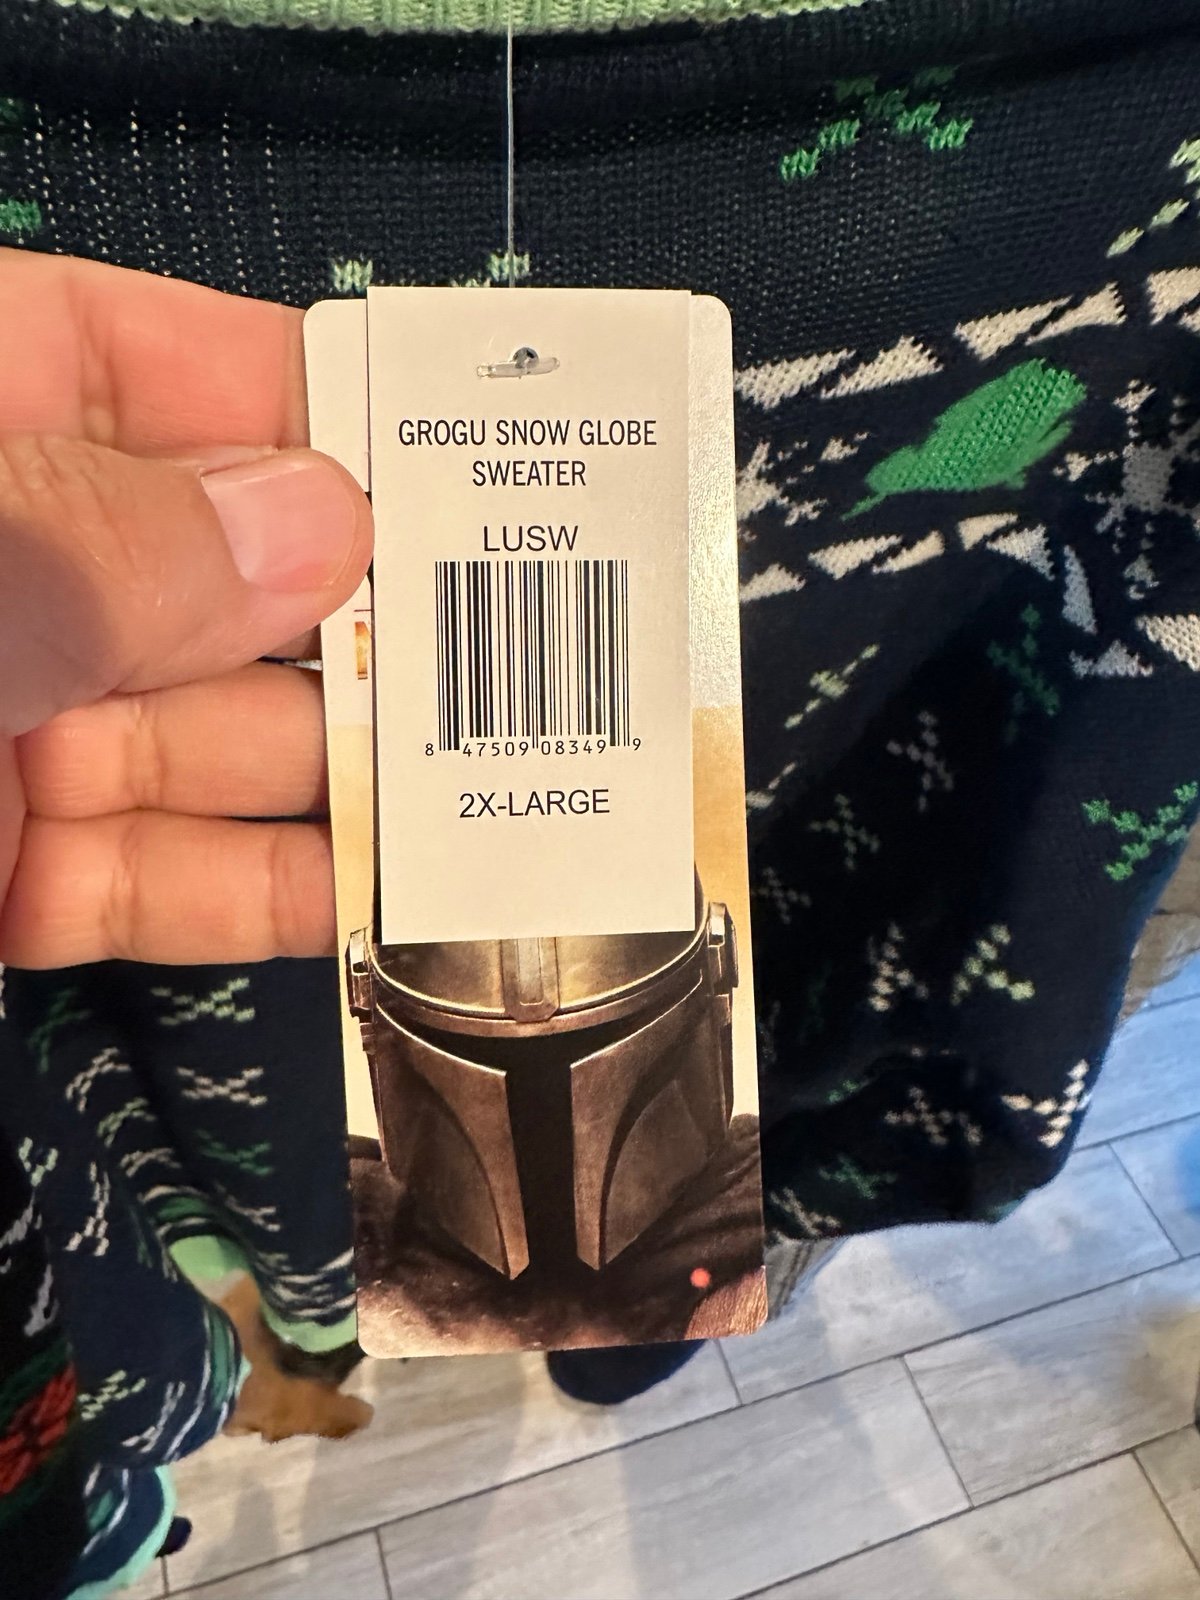 GROGU SNOW GLOBE
SWEATER
LUSW
8 47509 08349 9
2X-LARGE